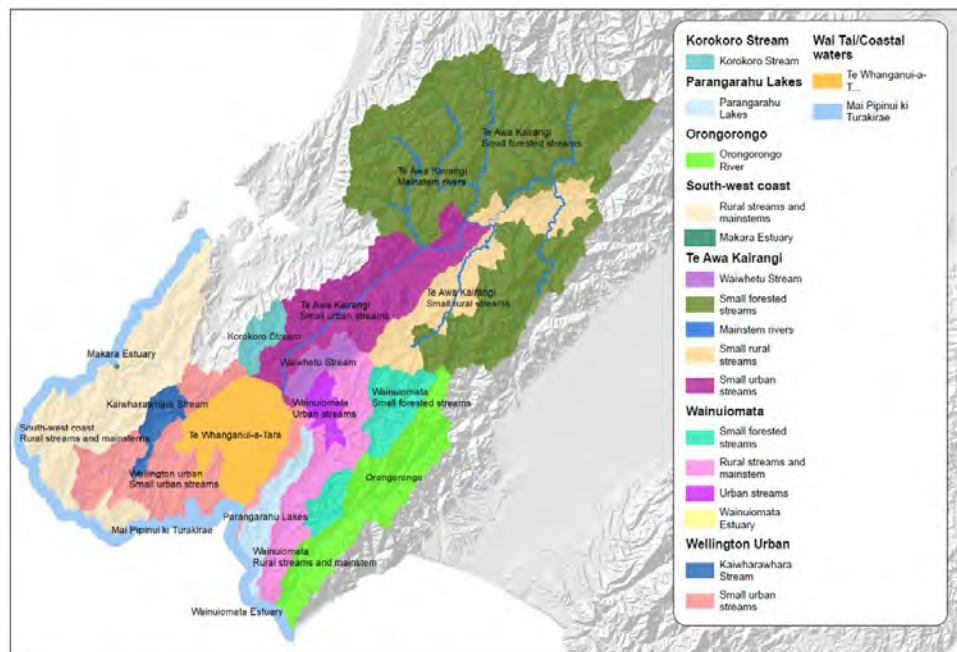 Te Awa Kairangi
Small forested streams
Te Awa Kairangi
Mainstem rivers
Te Awa Kairangi
Small urban streams
Te Awa Kairangi
Small rural streams
Korokoro Stream
Makara Estuary
Waiwhetu Stream
Kaiwharawhara Stream
Wainuiomata
Urban streams
Wainuiomata
Small forested streams
South-west coast
Rural streams and mainstems
Te Whanganui-a-Tara
Wellington urban
Small urban streams
Orongorongo
Parangarahu Lakes
Mai Pipinui ki Turakirae
Wainuiomata
Rural streams and mainstem
Wainuiomata Estuary
Korokoro Stream
Korokoro Stream
Parangarahu Lakes
Parangarahu
Lakes
Orongorongo
Orongorongo
River
South-west coast
Rural streams and
mainstems
Makara Estuary
Te Awa Kairangi
Waiwhetu Stream
Small forested
streams
Mainstem rivers
Small rural
streams
Small urban
streams
Wainuiomata
Small forested
streams
Rural streams and
mainstem
Urban streams
Wainuiomata
Estuary
Wellington Urban
Kaiwharawhara
Stream
Small urban
streams
Wai Tai/Coastal
waters
Te Whanganui-a-
T...
Mai Pipinui ki
Turakirae